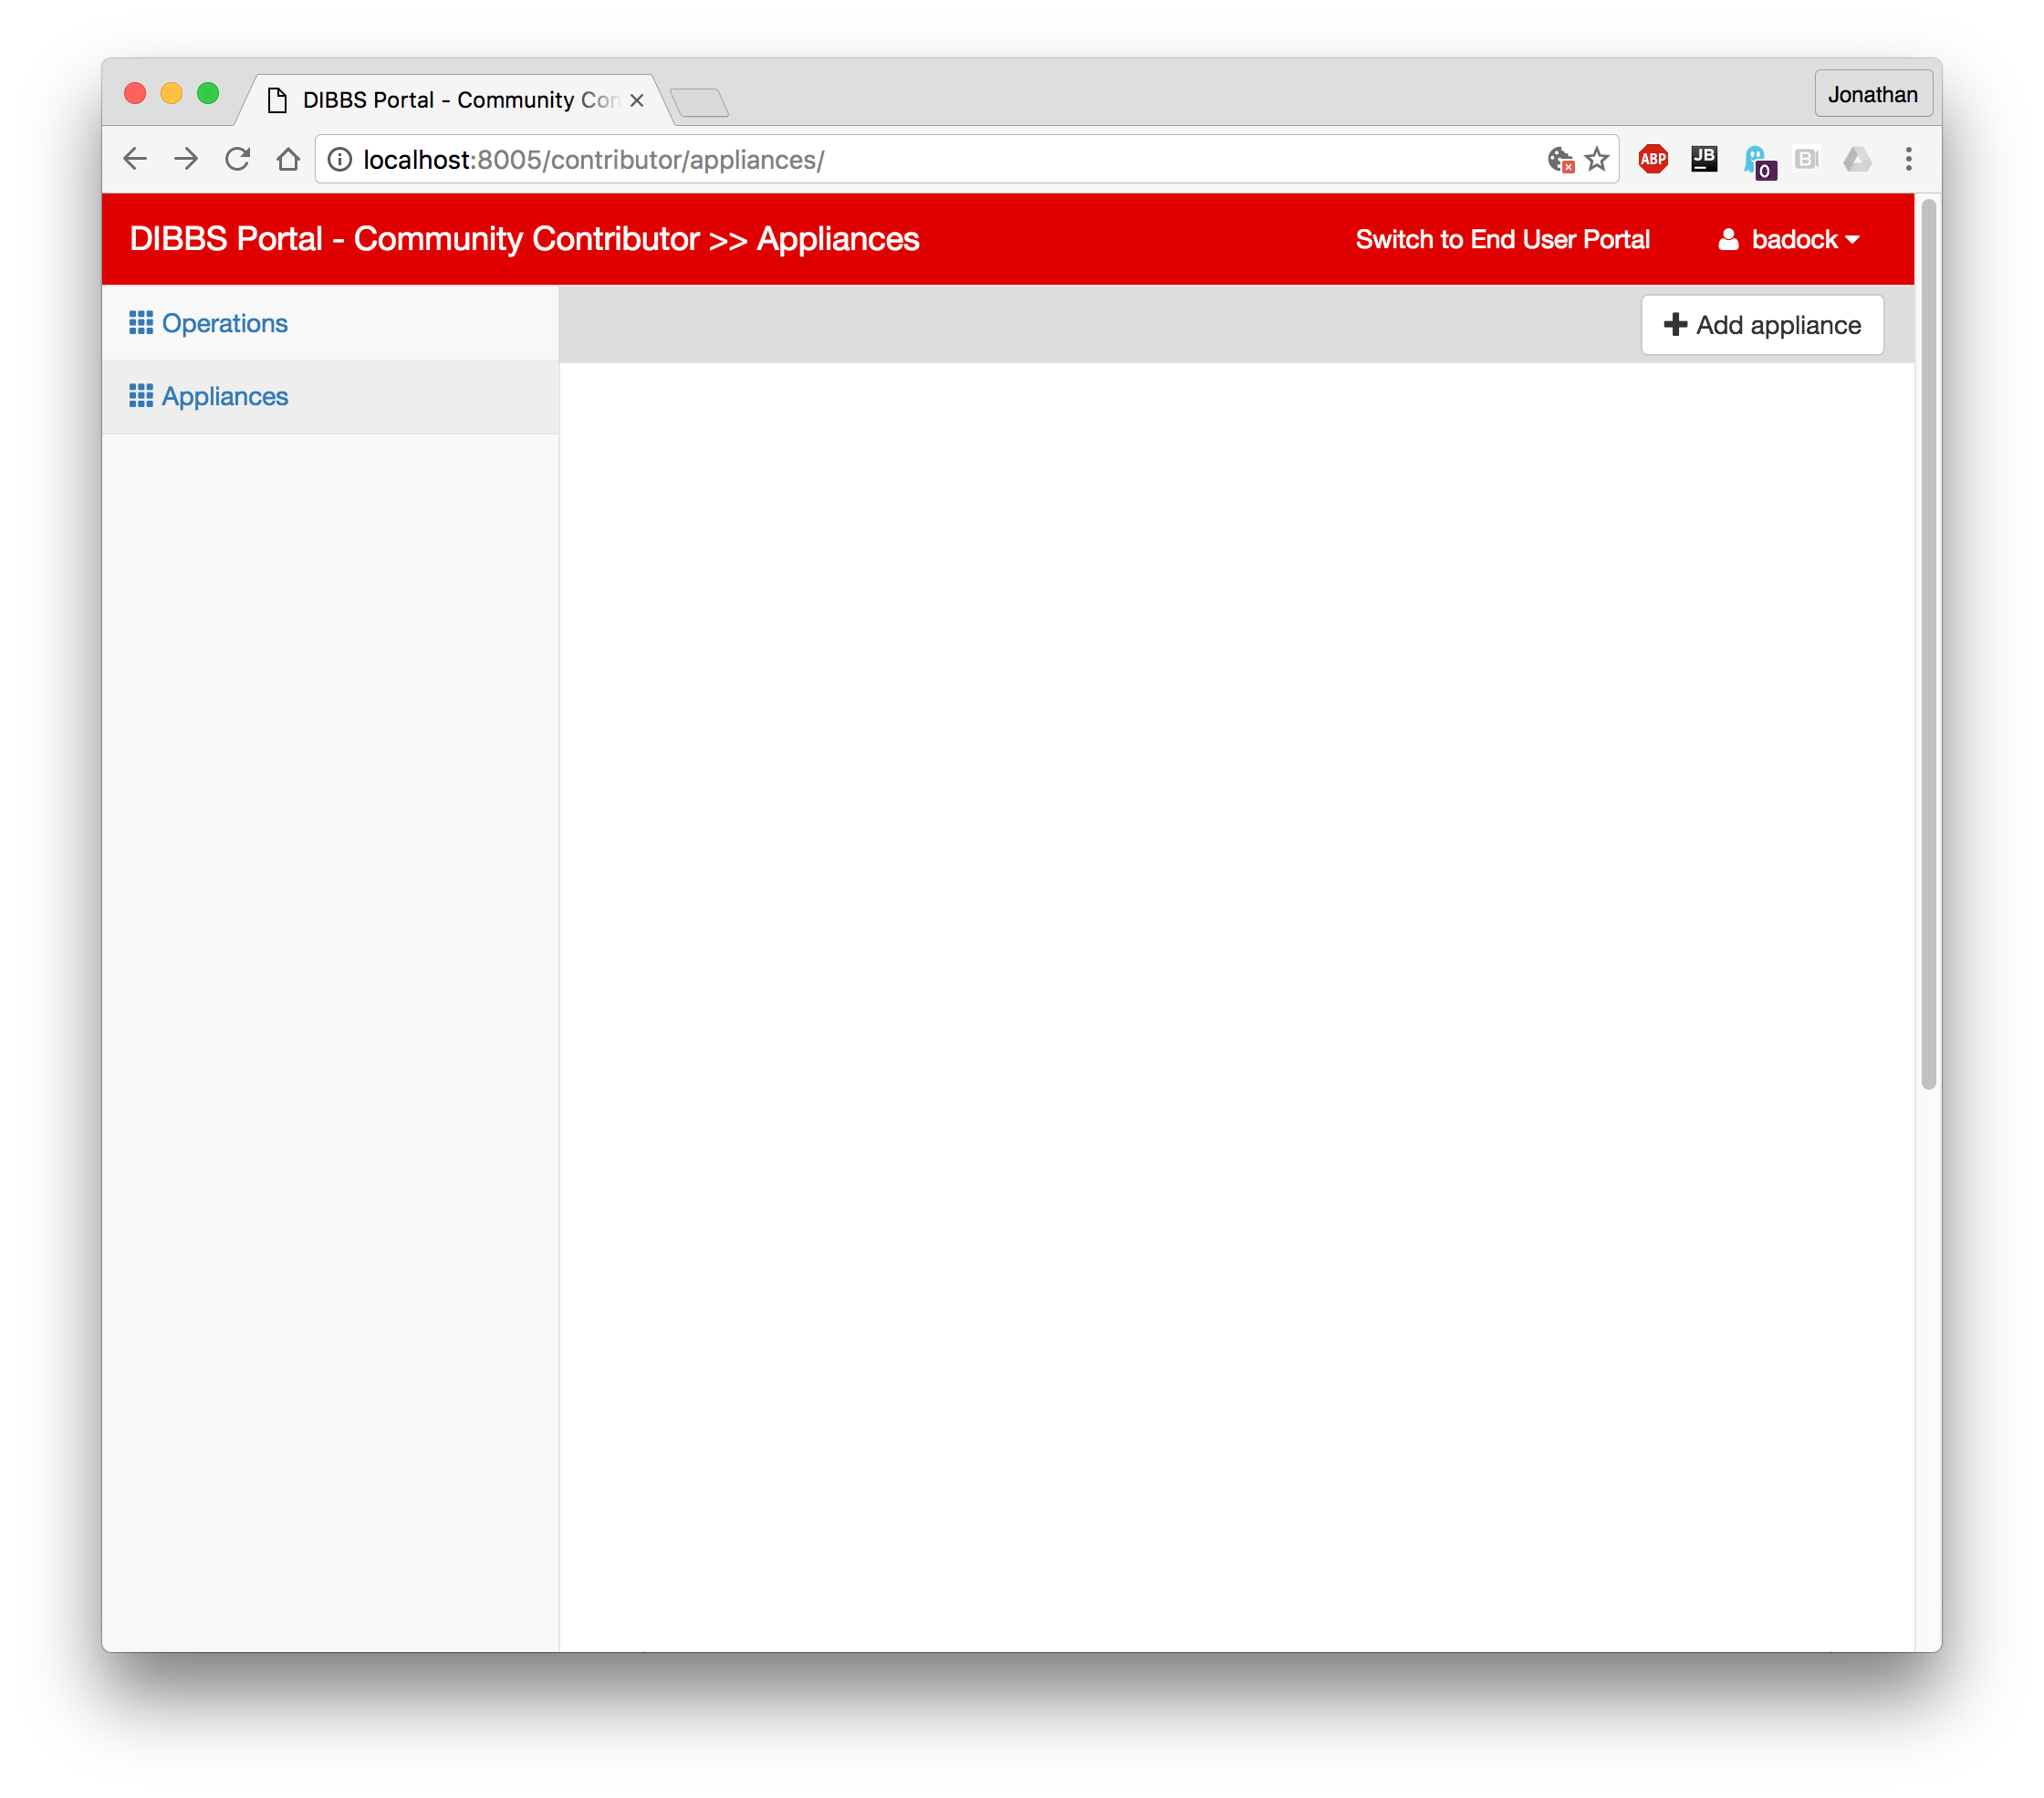 DIBBS Portal - Community Con
Jonathan
localhost:8005/contributor/appliances/
ABP
JB
0
B
DIBBS Portal - Community Contributor >> Appliances
Switch to End User Portal
badock
Operations
Add appliance
Appliances